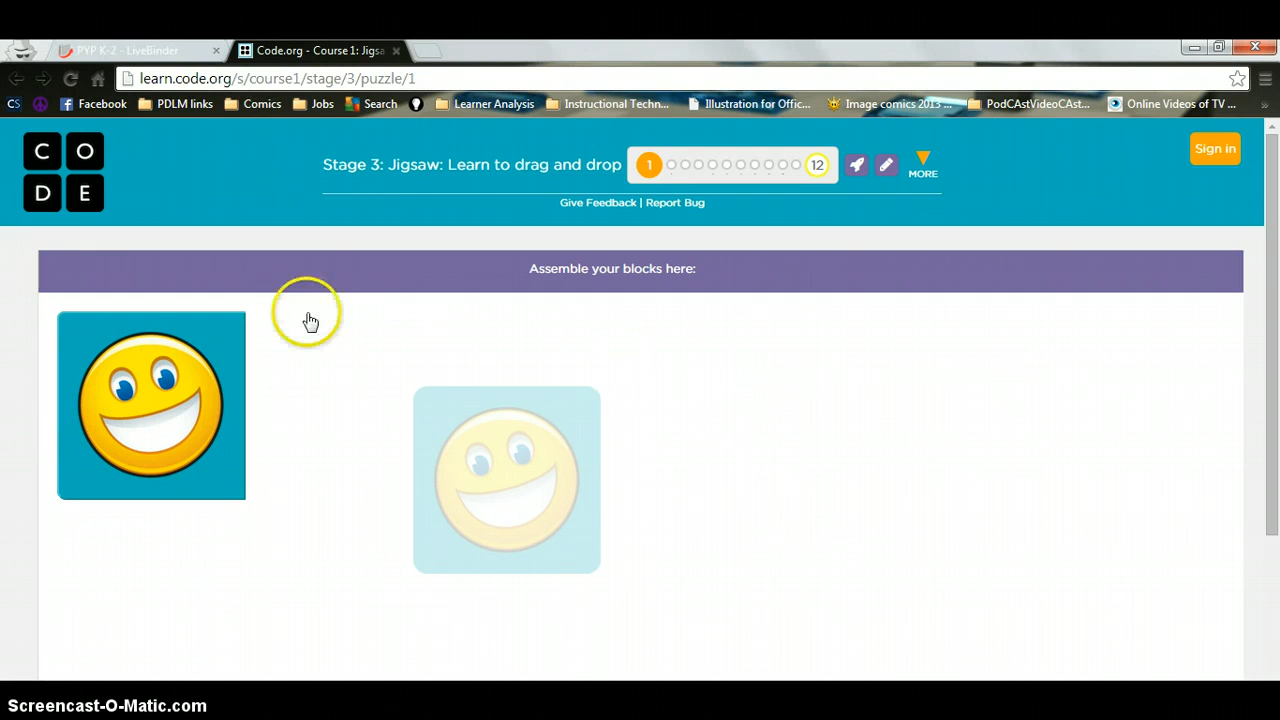 PYP K-2 - LiveBinder
Code.org - Course 1: Jigsa
learn.code.org/s/course1/stage/3/puzzle/1
CS Facebook PDLM links Comics Jobs Search Learner Analysis Instructional Techn... Illustration for Offic... Image comics 2013 ... PodCAstVideoCAst... Online Videos of TV ... »
C O
D E
Stage 3: Jigsaw: Learn to drag and drop 1 12 MORE
Sign in
Give Feedback | Report Bug
Assemble your blocks here:
Screencast-O-Matic.com